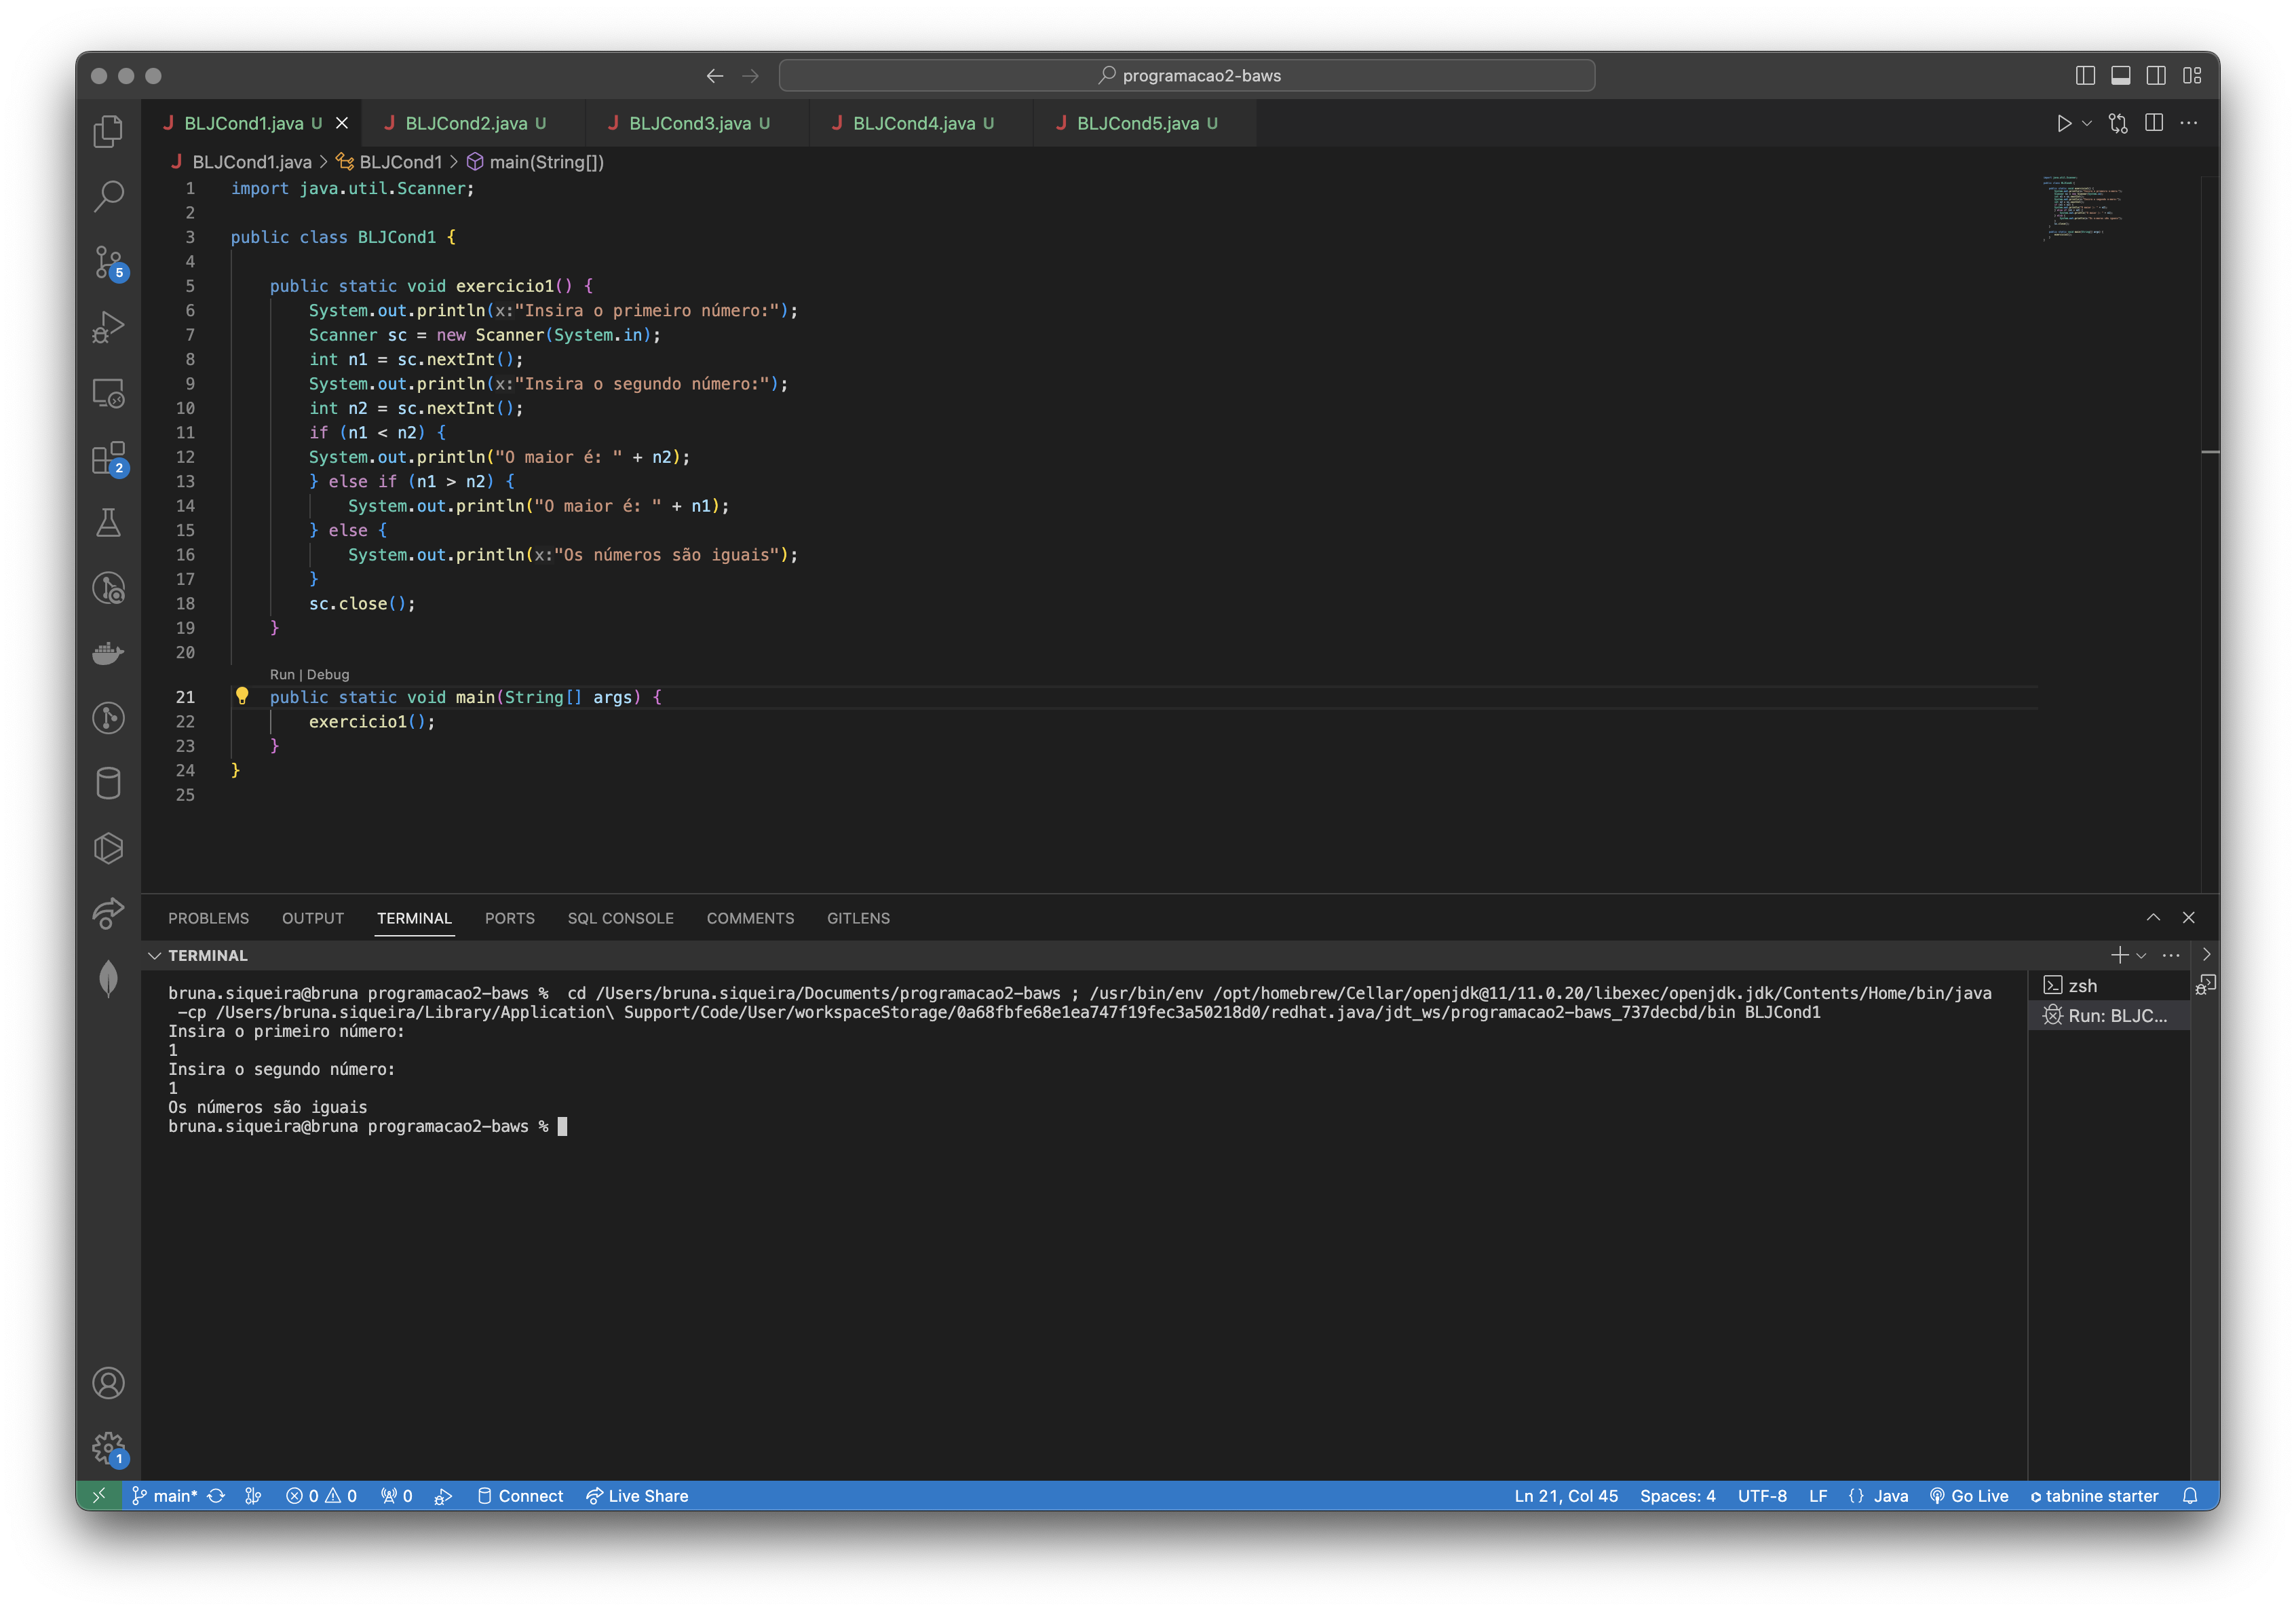 programacao2-baws
BLJCond1.java U BLJCond2.java U BLJCond3.java U BLJCond4.java U BLJCond5.java U
BLJCond1.java > BLJCond1 > main(String[])
1 import java.util.Scanner;
2
3 public class BLJCond1 {
4
5 public static void exercicio1() {
6 System.out.println(x:"Insira o primeiro número:");
7 Scanner sc = new Scanner(System.in);
8 int n1 = sc.nextInt();
9 System.out.println(x:"Insira o segundo número:");
10 int n2 = sc.nextInt();
11 if (n1 < n2) {
12 System.out.println("O maior é: " + n2);
13 } else if (n1 > n2) {
14 System.out.println("O maior é: " + n1);
15 } else {
16 System.out.println(x:"Os números são iguais");
17 }
18 sc.close();
19 }
20
Run | Debug
21 public static void main(String[] args) {
22 exercicio1();
23 }
24 }
25
5
2
1
PROBLEMS OUTPUT TERMINAL PORTS SQL CONSOLE COMMENTS GITLENS
TERMINAL
bruna.siqueira@bruna programacao2-baws % cd /Users/bruna.siqueira/Documents/programacao2-baws ; /usr/bin/env /opt/homebrew/Cellar/openjdk@11/11.0.20/libexec/openjdk.jdk/Contents/Home/bin/java
-cp /Users/bruna.siqueira/Library/Application\ Support/Code/User/workspaceStorage/0a68fbfe68e1ea747f19fec3a50218d0/redhat.java/jdt_ws/programacao2-baws_737decbd/bin BLJCond1
Insira o primeiro número:
1
Insira o segundo número:
1
Os números são iguais
bruna.siqueira@bruna programacao2-baws %
zsh
Run: BLJC...
main* 0 0 0 Connect Live Share Ln 21, Col 45 Spaces: 4 UTF-8 LF {} Java Go Live tabnine starter